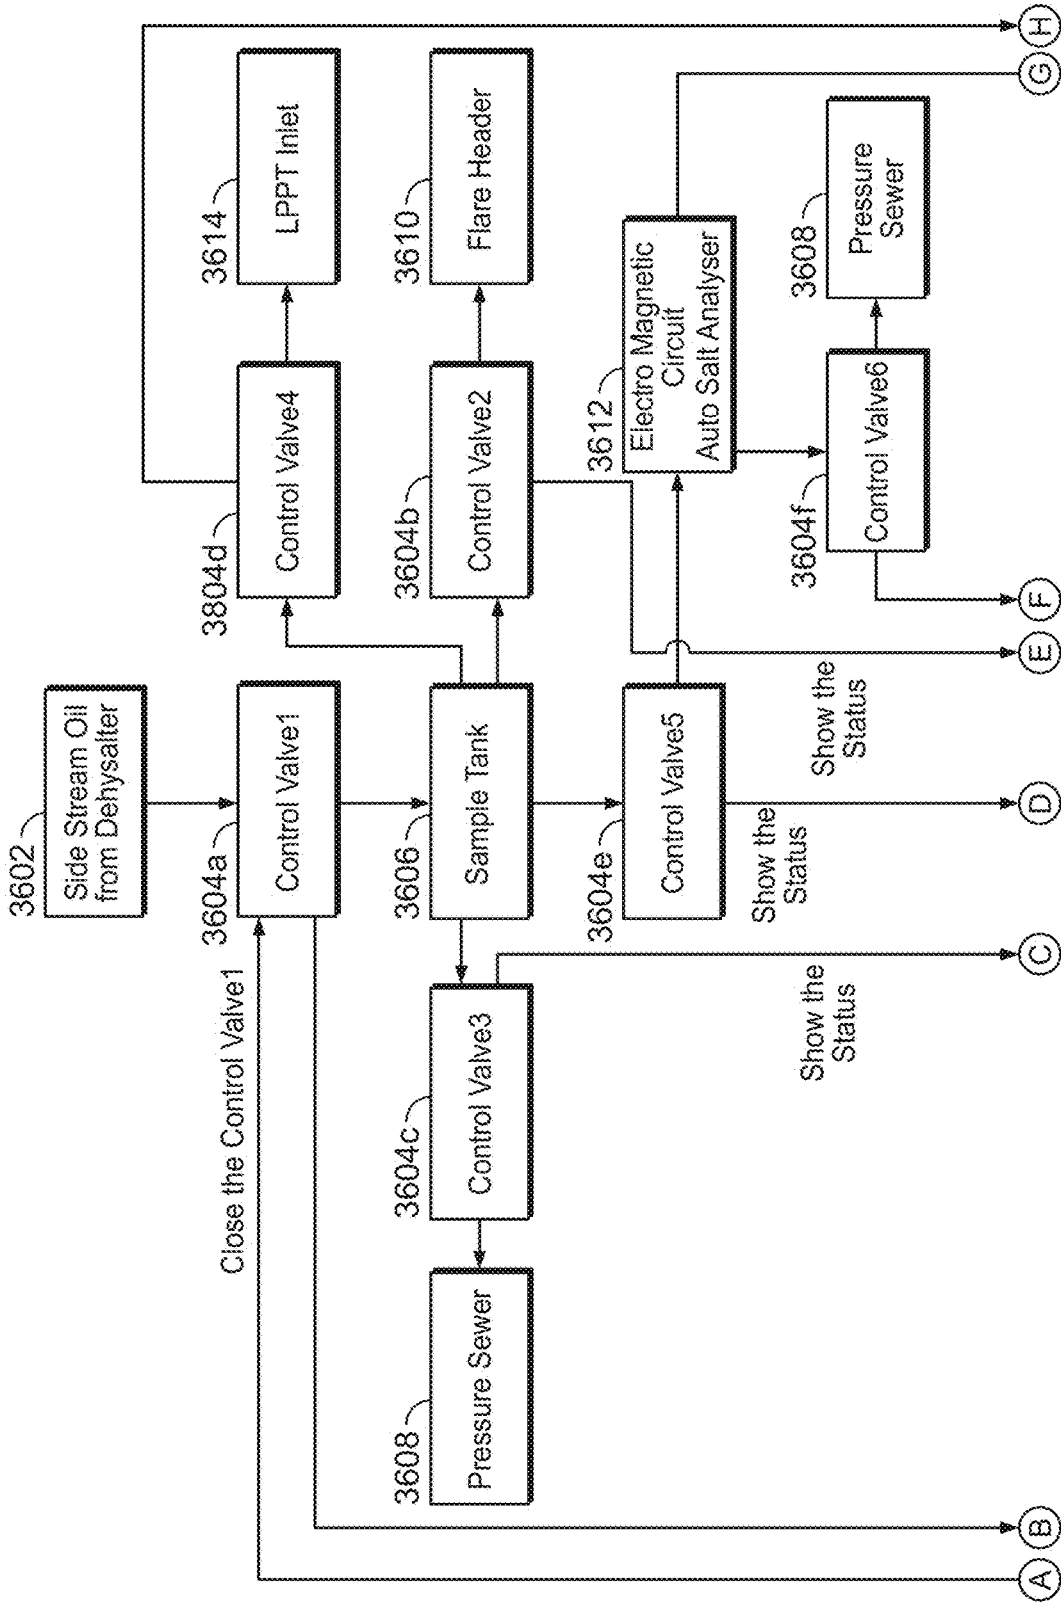 3602
Side Stream Oil
from Dehysalter
Close the Control Valve1
3604a
Control Valve1
3804d
Control Valve4
3614
LPPT Inlet
3608
Pressure Sewer
3604c
Control Valve3
3606
Sample Tank
3604b
Control Valve2
3610
Flare Header
3604e
Control Valve5
3612
Electro Magnetic
Circuit
Auto Salt Analyser
3604f
Control Valve6
3608
Pressure
Sewer
Show the
Status
Show the
Status
Show the
Status
A
B
C
D
E
F
G
H